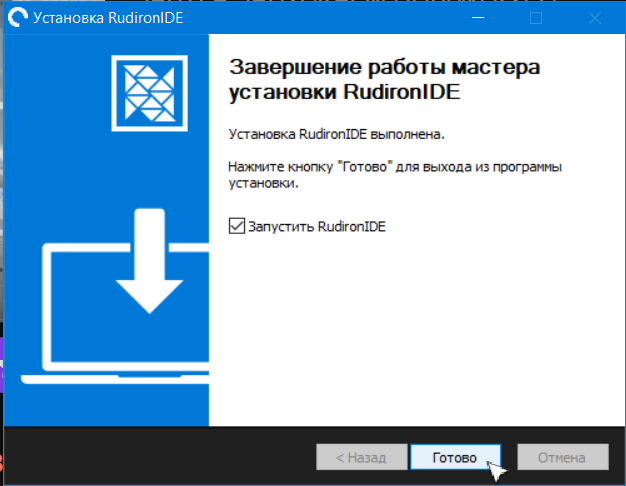 Установка RudironIDE
Завершение работы мастера
установки RudironIDE
Установка RudironIDE выполнена.
Нажмите кнопку "Готово" для выхода из программы
установки.
Запустить RudironIDE
< Назад
Готово
Отмена